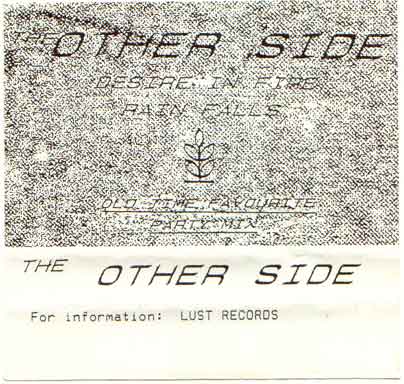 THE OTHER SIDE
DESIRE IN FIRE
RAIN FALLS
OLD TIME FAVOURITE
PARTY MIX
THE OTHER SIDE
For information: LUST RECORDS